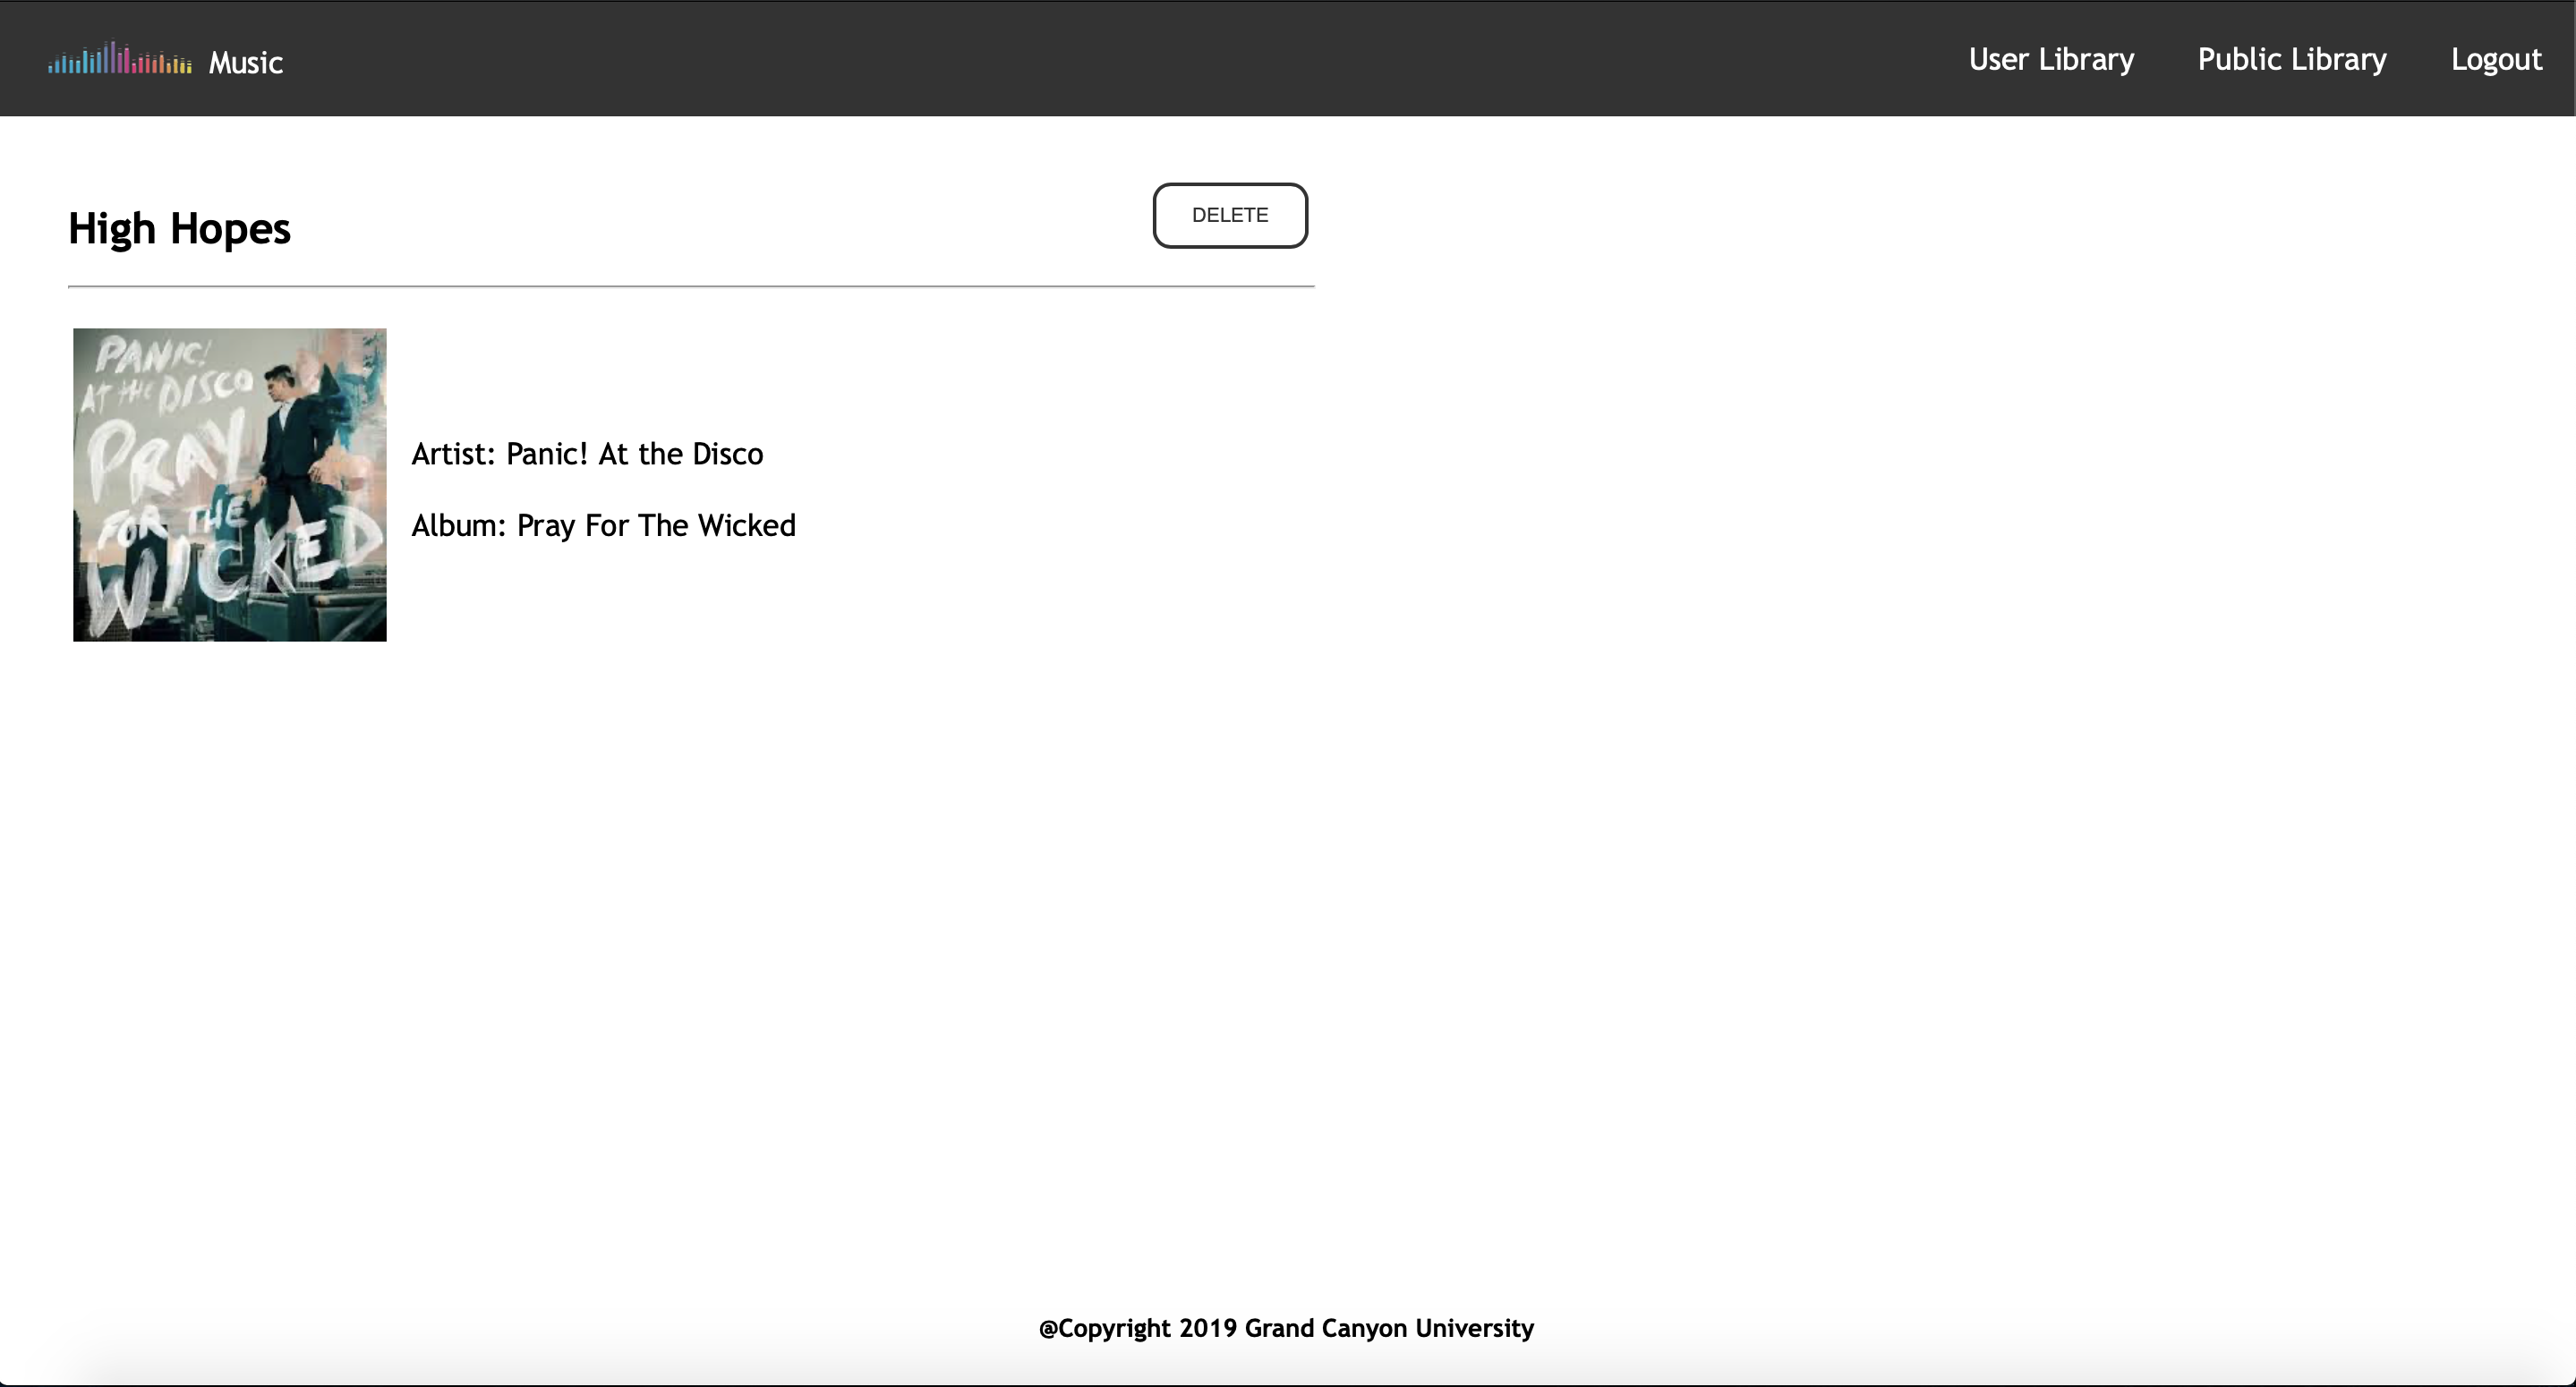 Music
User Library
Public Library
Logout
High Hopes
DELETE
PANIC!
AT THE DISCO
PRAY
FOR THE
WICKED
Artist: Panic! At the Disco
Album: Pray For The Wicked
@Copyright 2019 Grand Canyon University